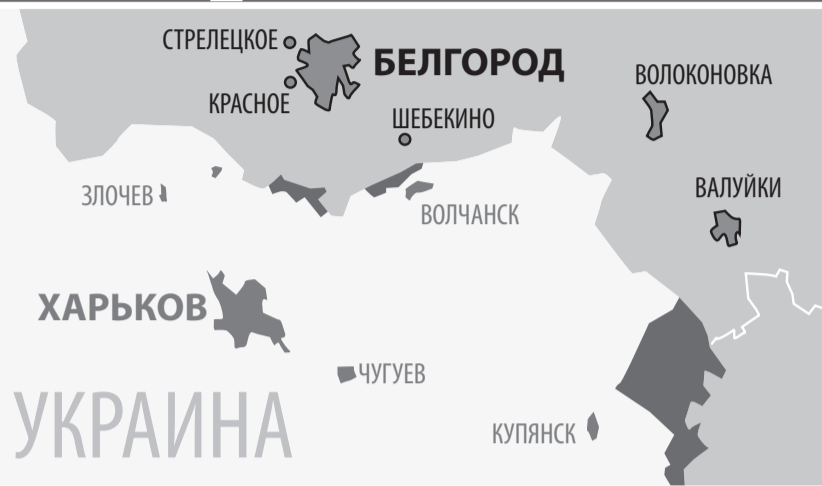 СТРЕЛЕЦКОЕ
БЕЛГОРОД
ВОЛОКОНОВКА
КРАСНОЕ
ШЕБЕКИНО
ЗЛОЧЕВ
ВАЛУЙКИ
ВОЛЧАНСК
ХАРЬКОВ
ЧУГУЕВ
УКРАИНА
КУПЯНСК